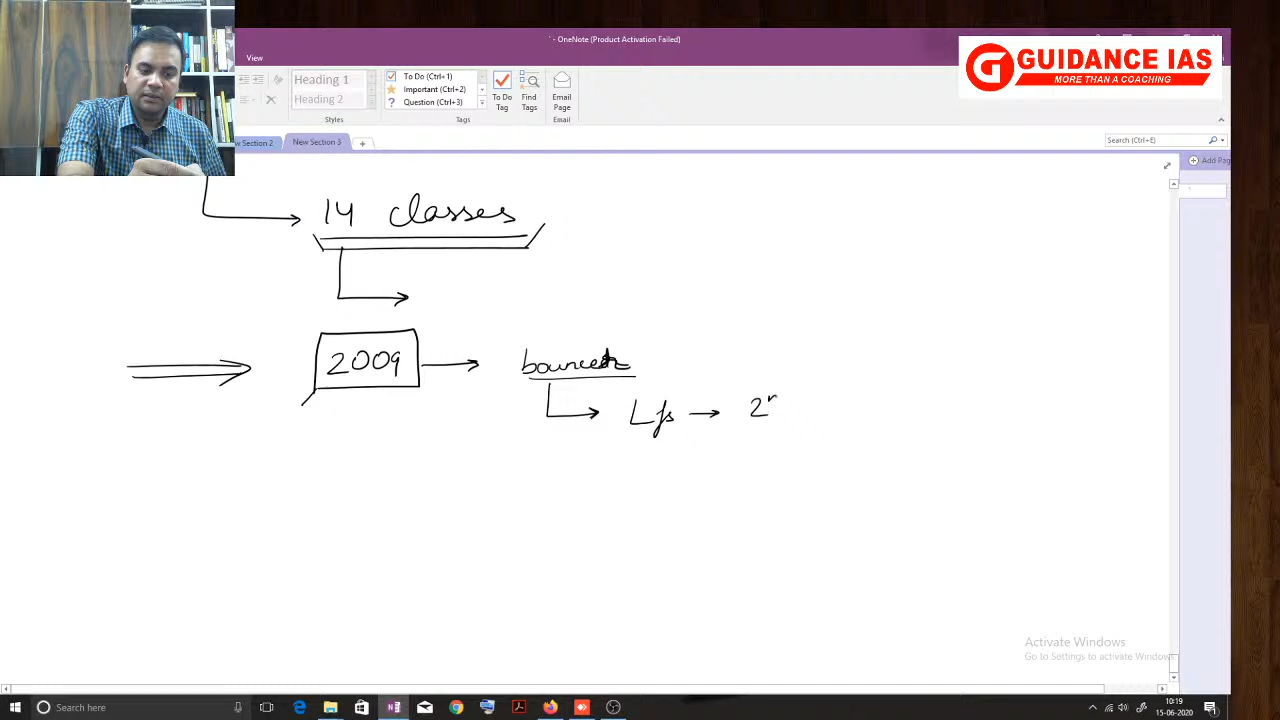 - OneNote (Product Activation Failed)
GUIDANCE IAS
MORE THAN A COACHING
View
Heading 1
Heading 2
To Do (Ctrl+1)
Important (Ctrl+2)
Question (Ctrl+3)
To Do Tag
Find Tags
Email Page
Styles
Tags
Email
Section 2
New Section 3
Search (Ctrl+E)
Add Pag
14 classes
2009
2
Activate Windows
Go to Settings to activate Windows.
Search here
10:19
15-06-2020